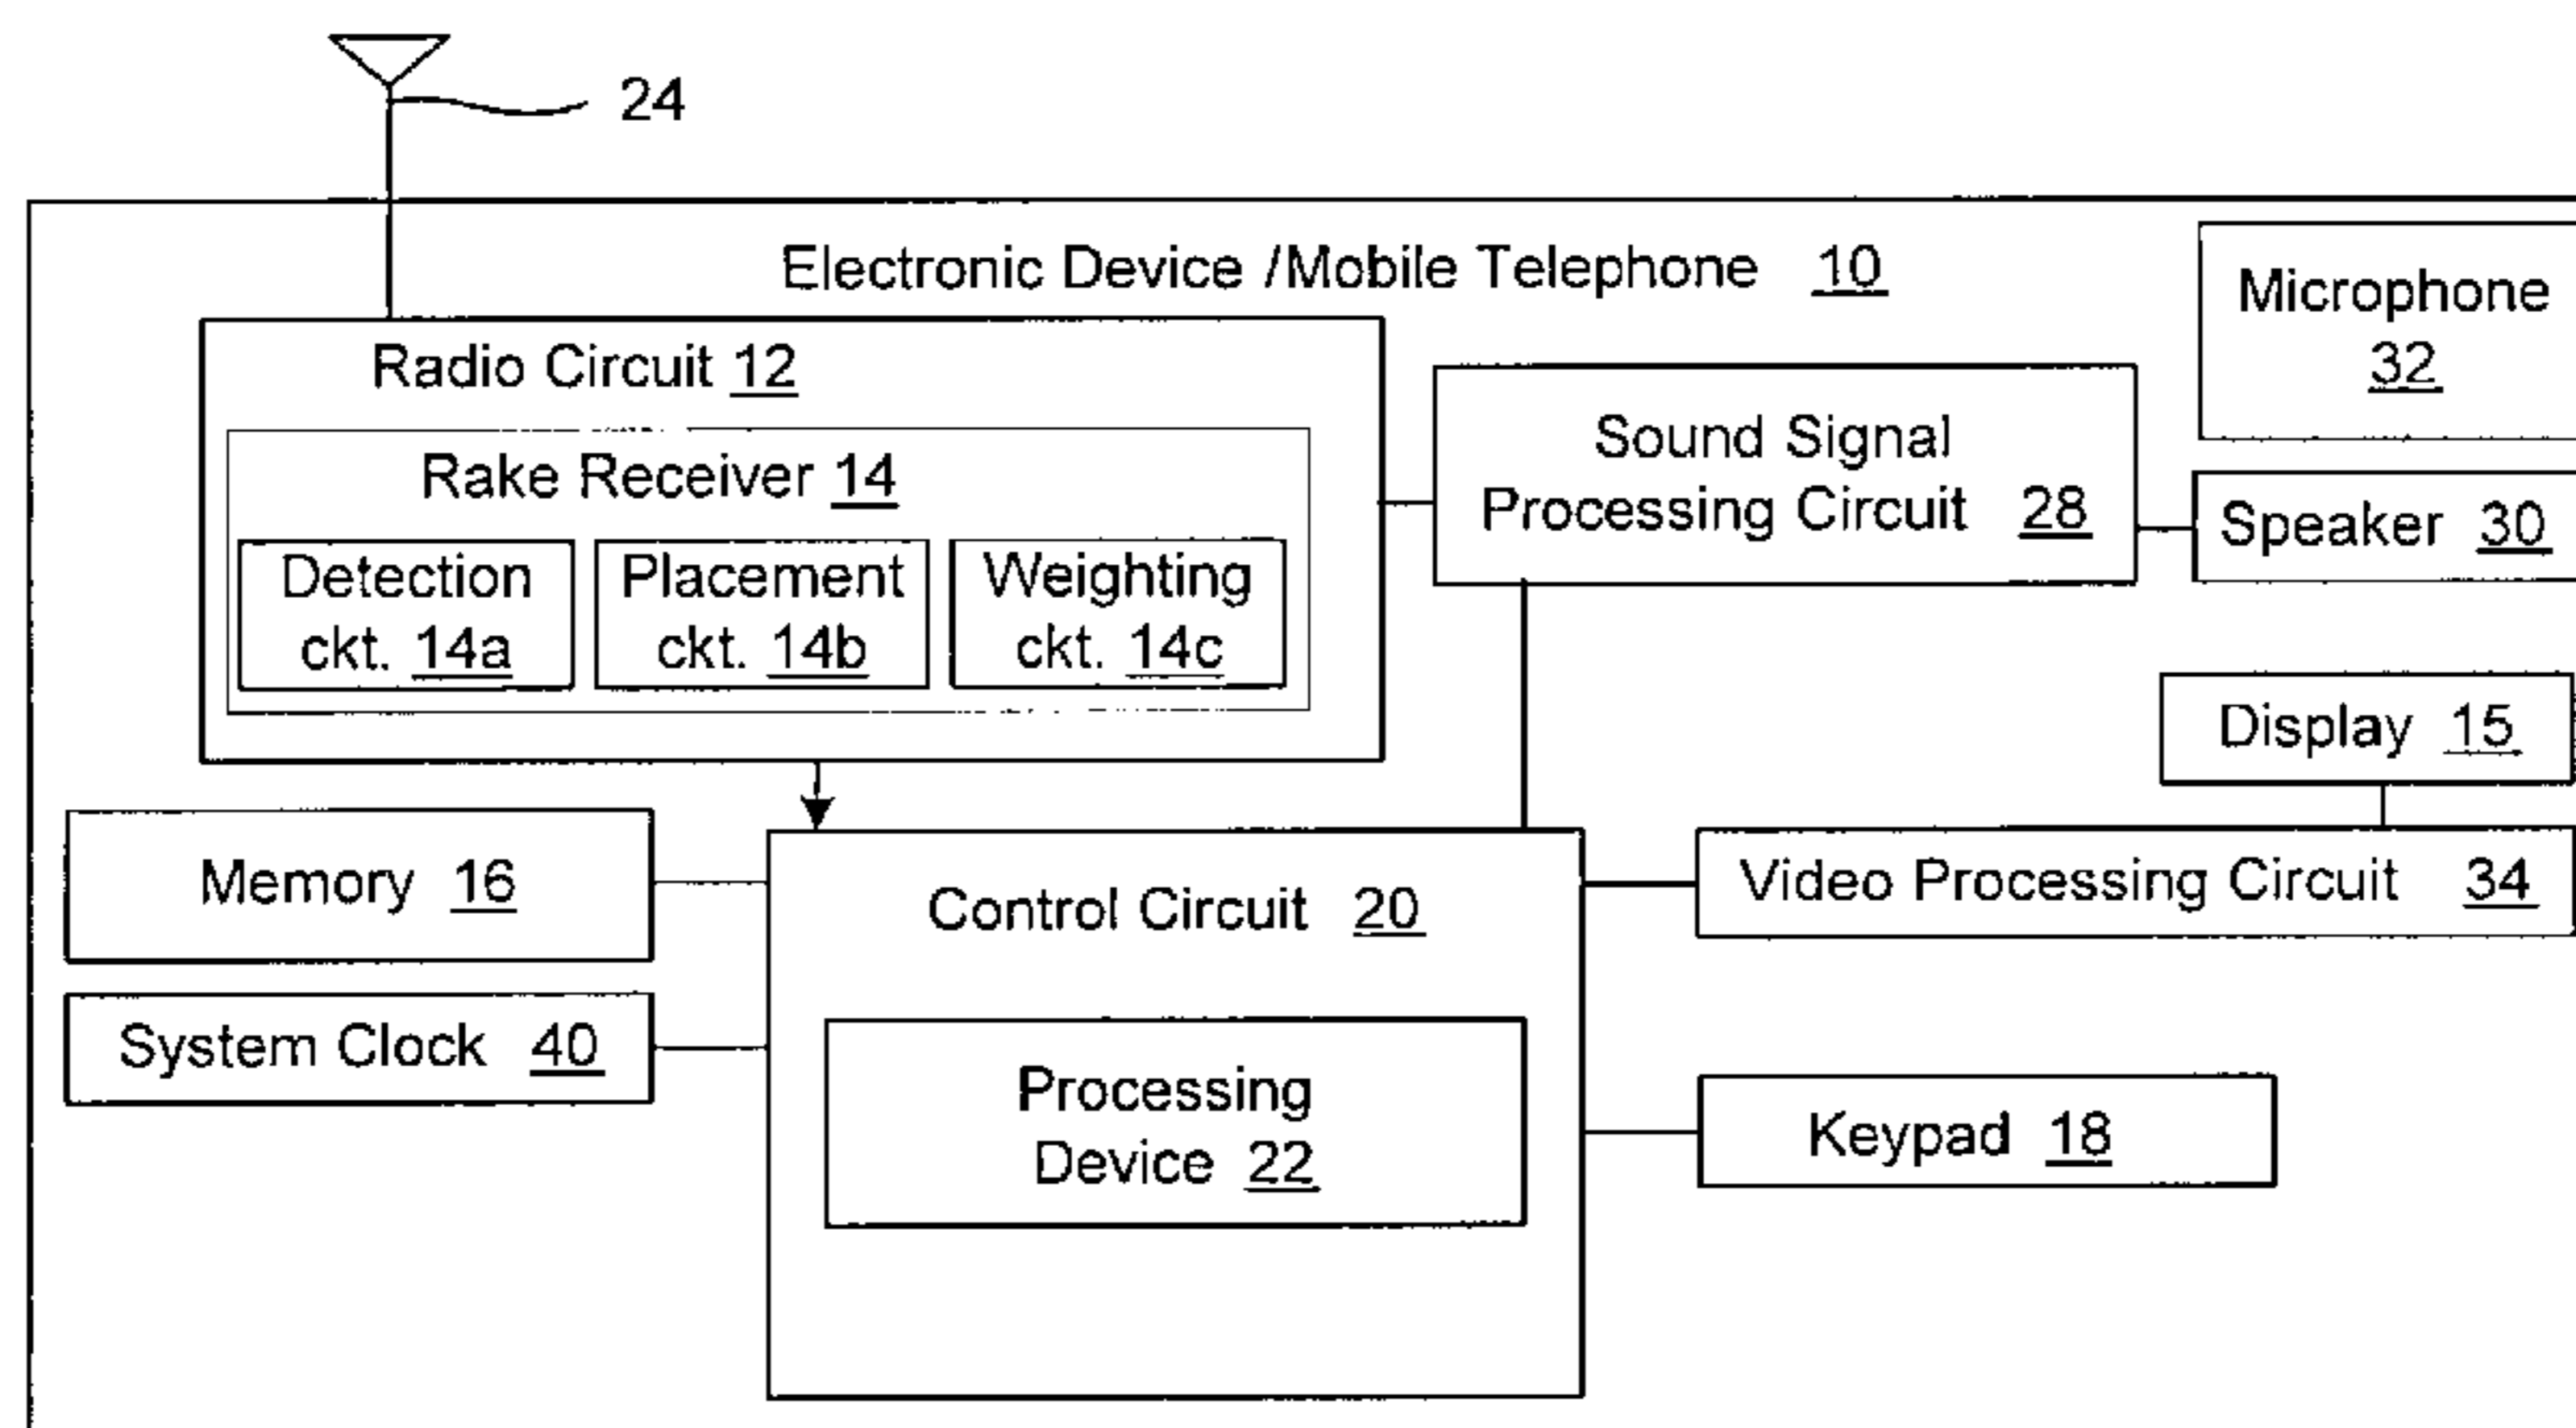 24
Electronic Device /Mobile Telephone 10
Microphone
32
Radio Circuit 12
Rake Receiver 14
Detection
ckt. 14a
Placement
ckt. 14b
Weighting
ckt. 14c
Sound Signal
Processing Circuit 28
Speaker 30
Display 15
Memory 16
Control Circuit 20
Video Processing Circuit 34
System Clock 40
Processing
Device 22
Keypad 18